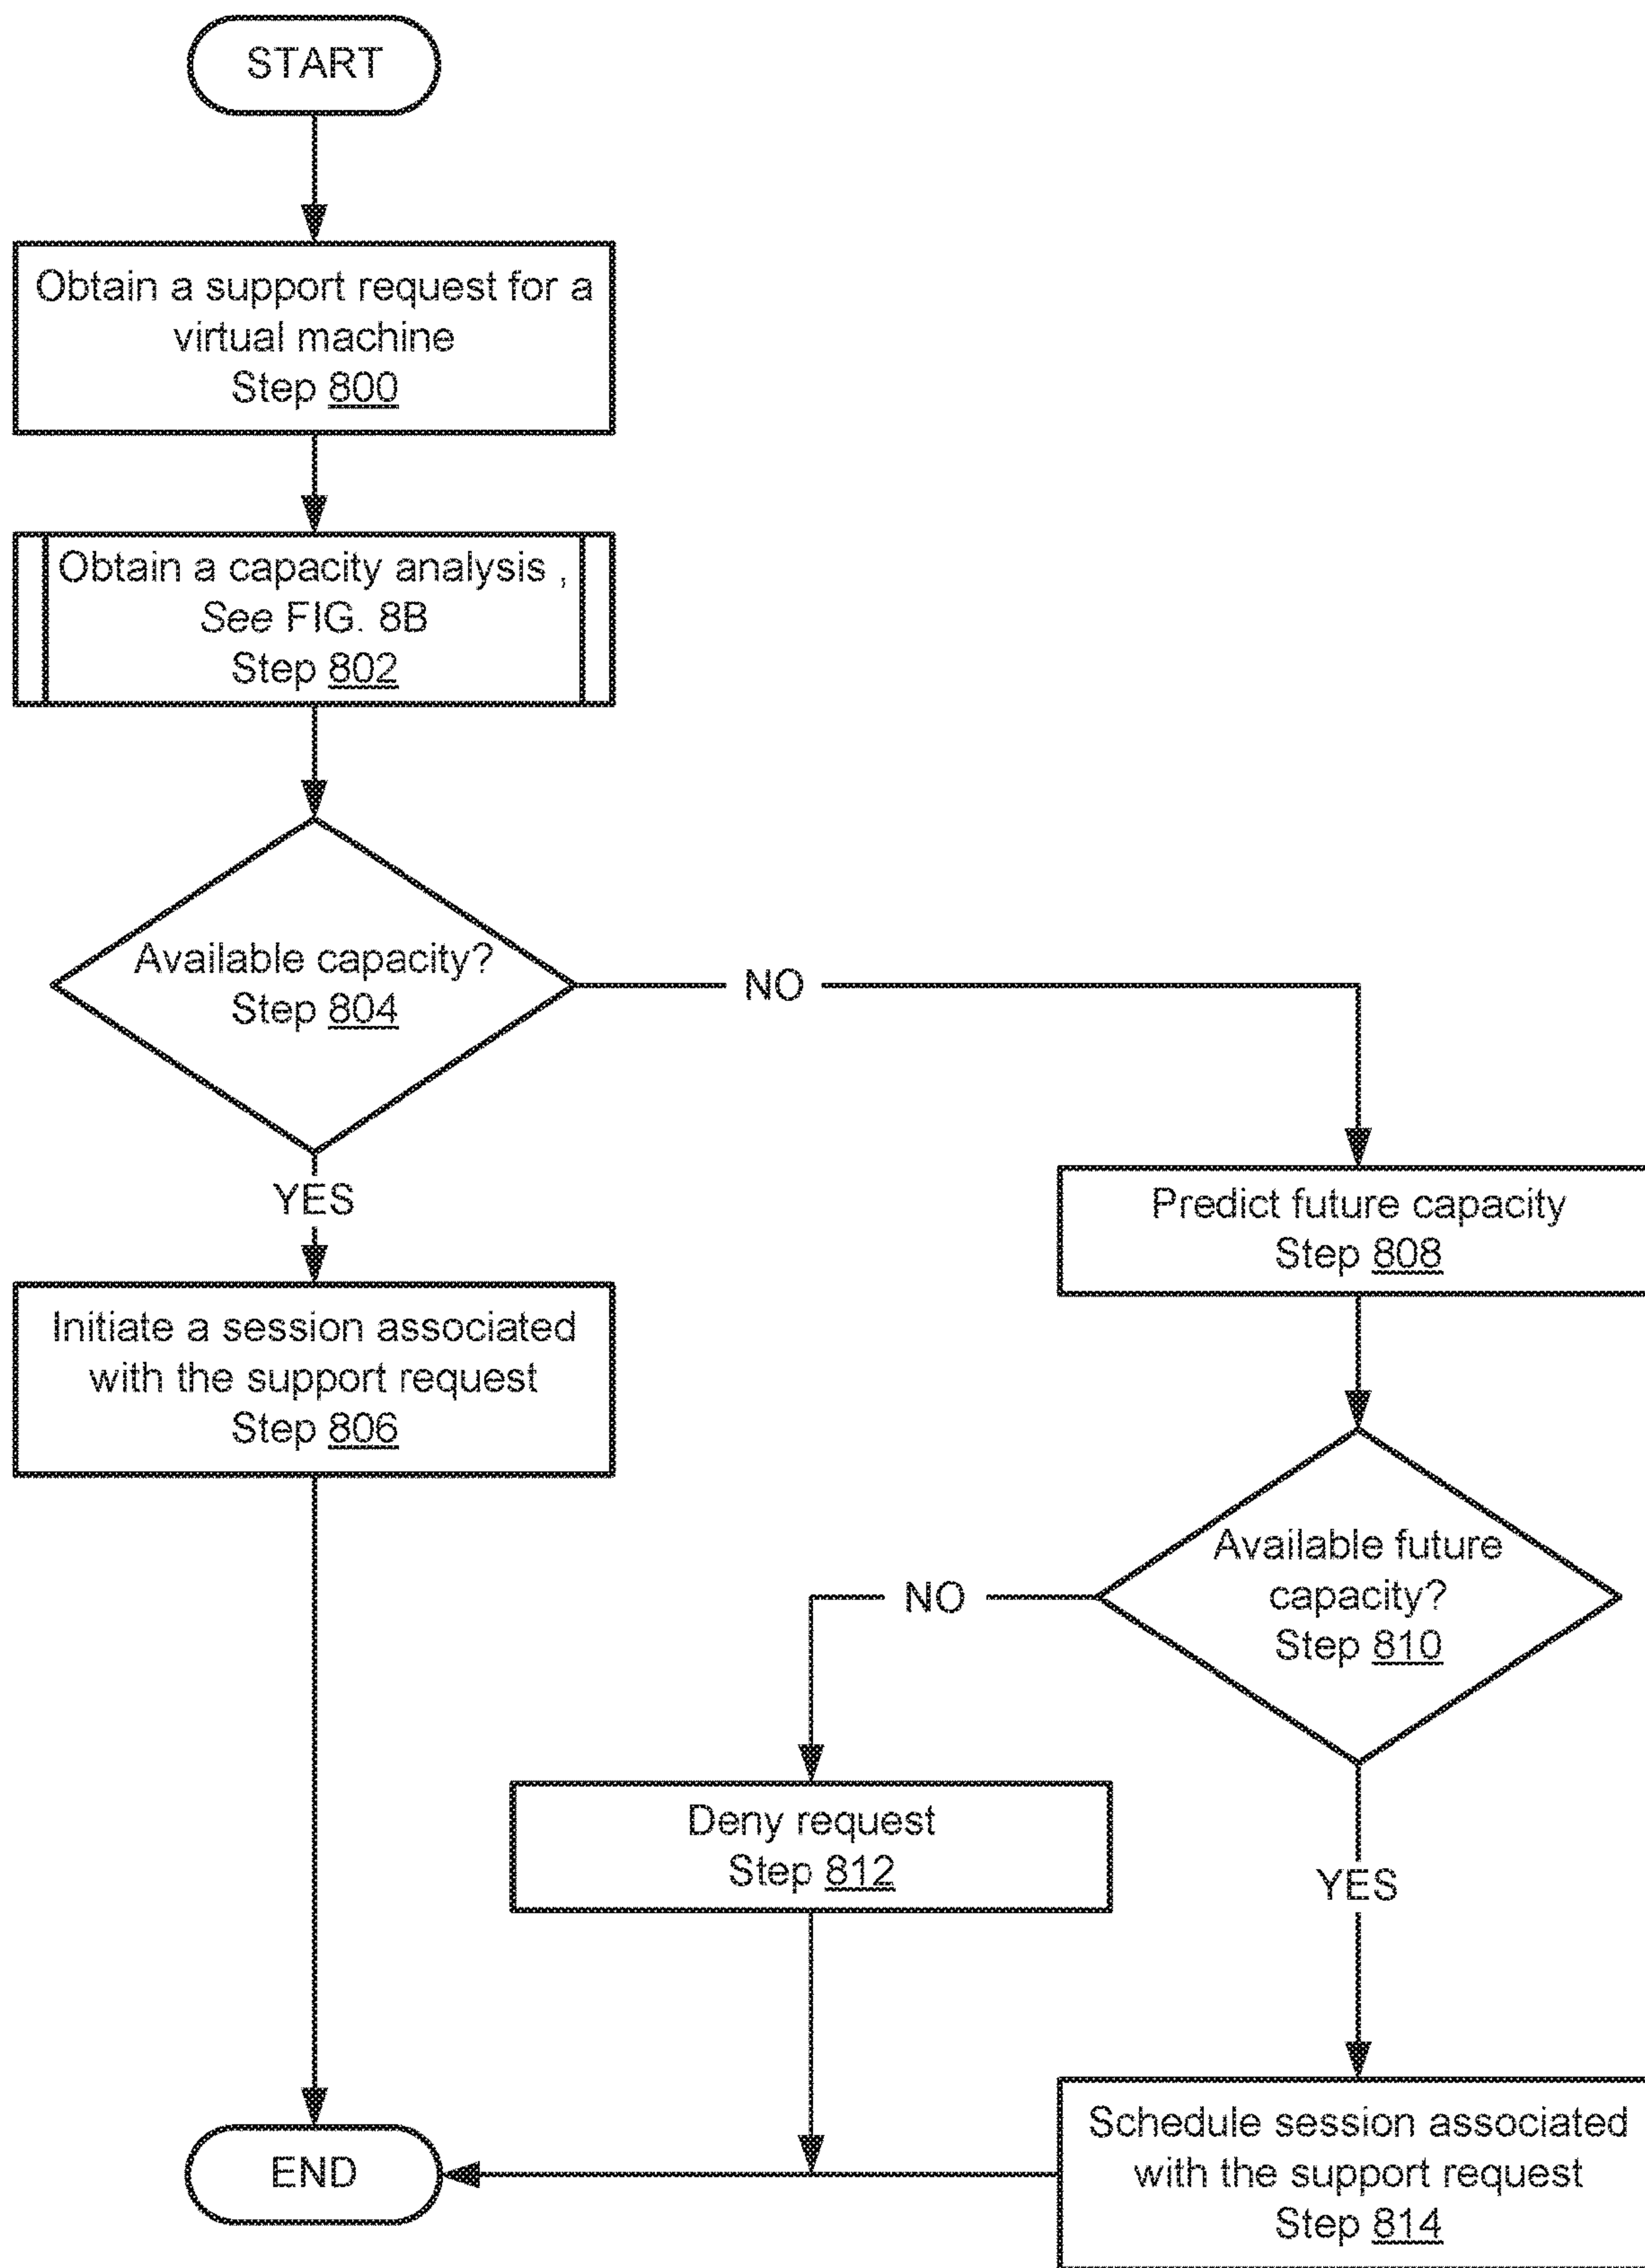 START
Obtain a support request for a
virtual machine
Step 800
Obtain a capacity analysis ,
See FIG. 8B
Step 802
Available capacity?
Step 804
NO
YES
Initiate a session associated
with the support request
Step 806
Predict future capacity
Step 808
Available future
capacity?
Step 810
NO
Deny request
Step 812
YES
Schedule session associated
with the support request
Step 814
END